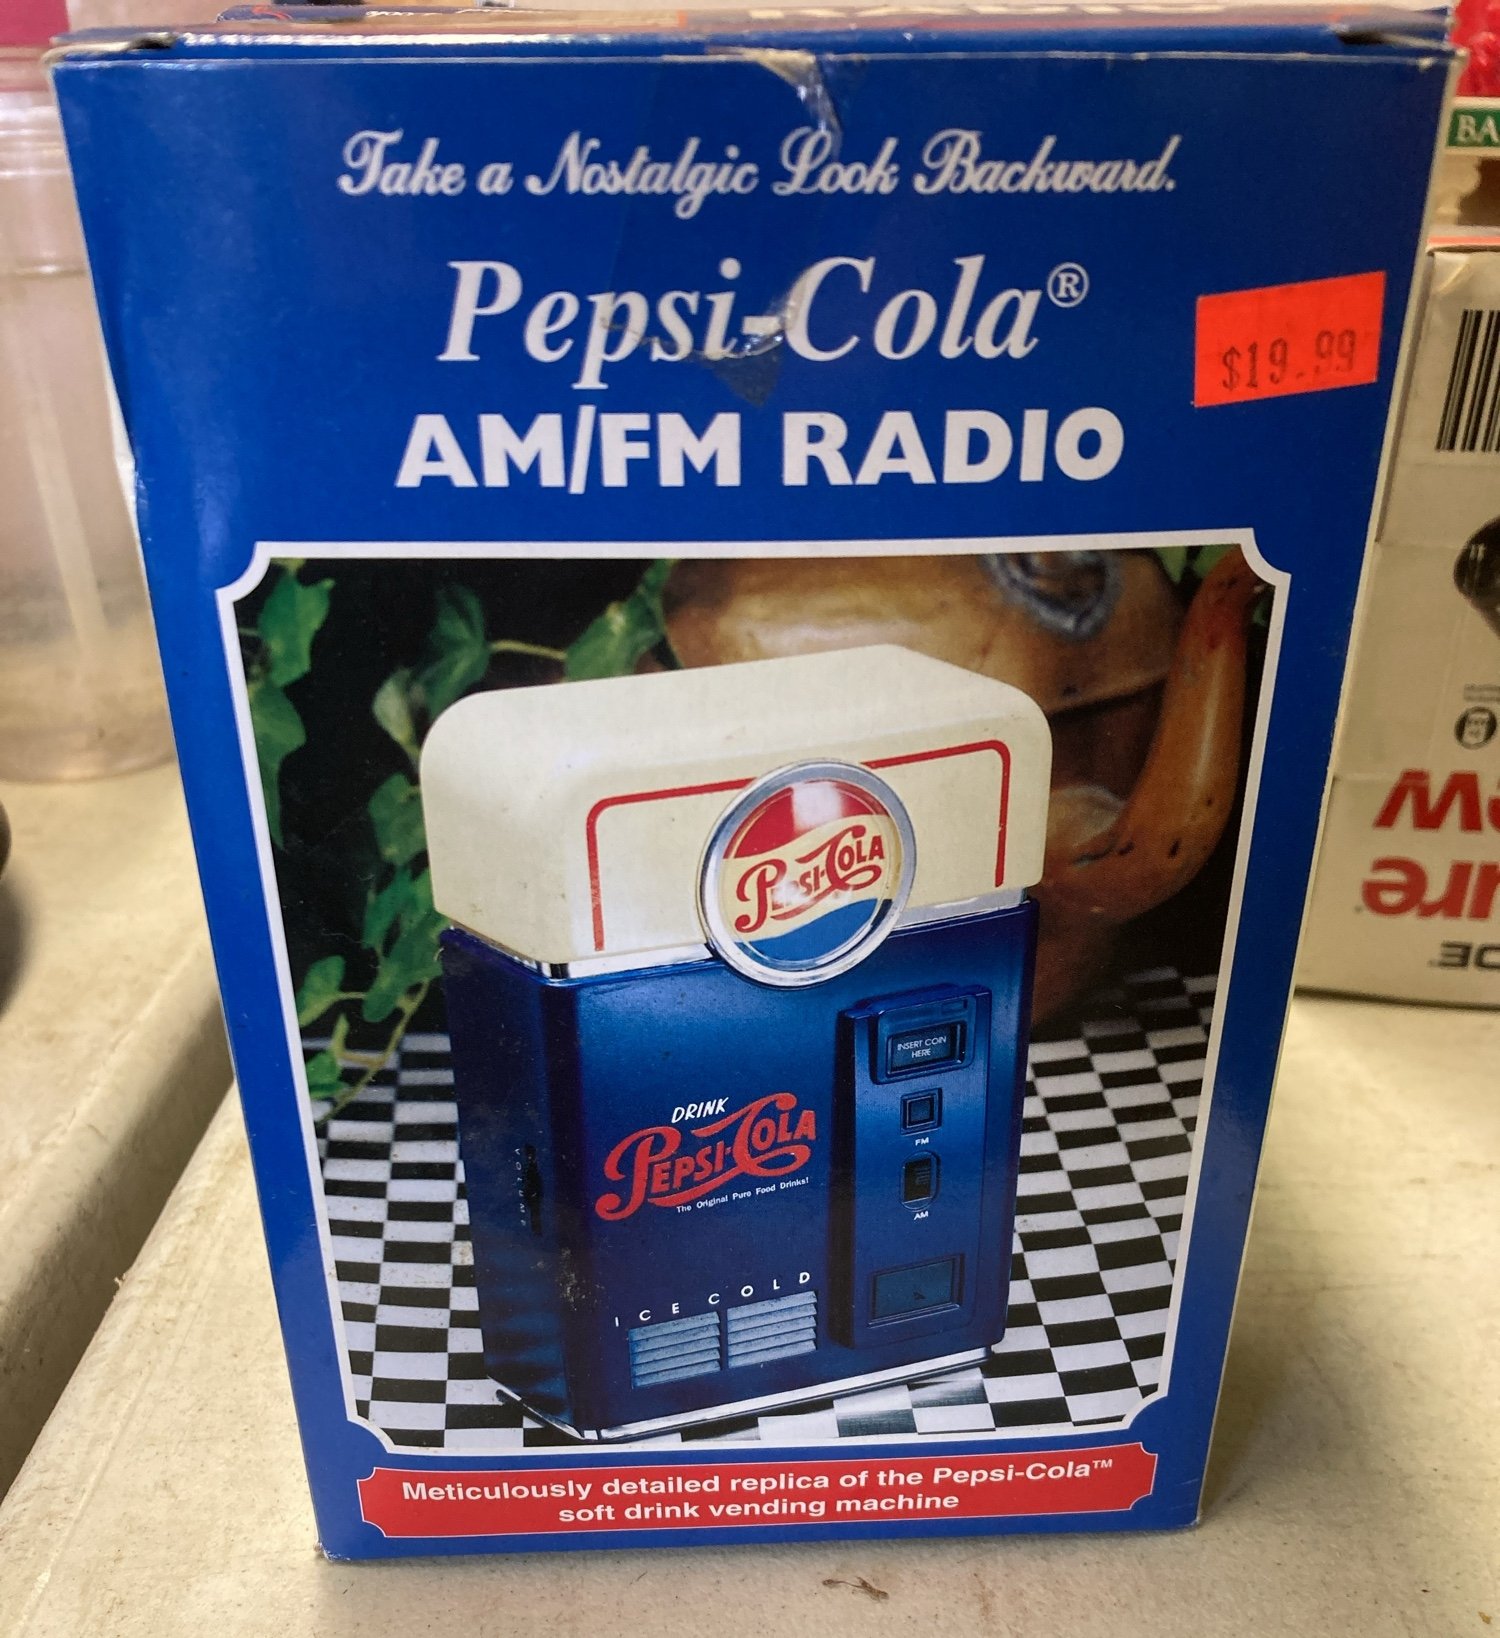 Take a Nostalgic Look Backward.
Pepsi-Cola®
AM/FM RADIO
$19.99
PEPSI-COLA
INSERT COIN
HERE
FM
AM
DRINK
PEPSI-COLA
The Original Pure Food Drinks!
VOLUME
ICE COLD
Meticulously detailed replica of the Pepsi-Cola™
soft drink vending machine
BA